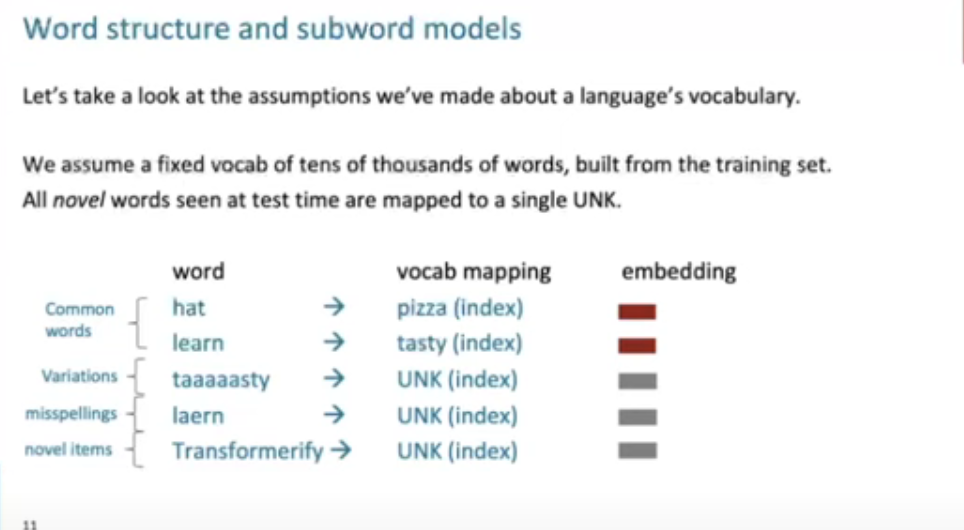 Word structure and subword models
Let's take a look at the assumptions we've made about a language's vocabulary.
We assume a fixed vocab of tens of thousands of words, built from the training set.
All novel words seen at test time are mapped to a single UNK.
word vocab mapping embedding
Common words hat → pizza (index)
learn → tasty (index)
Variations taaaaasty → UNK (index)
misspellings laern → UNK (index)
novel items Transformerify → UNK (index)
11